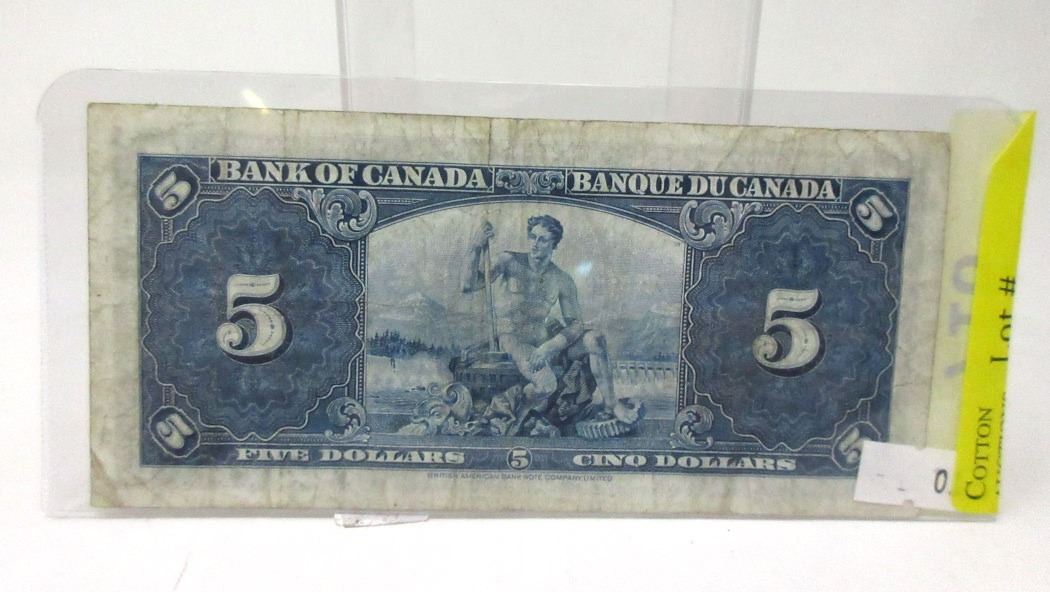 BANK OF CANADA BANQUE DU CANADA
5 5
5 5
5 5
FIVE DOLLARS 5 CINQ DOLLARS
BRITISH AMERICAN BANK NOTE COMPANY, LIMITED
0
COTTON
Lot #